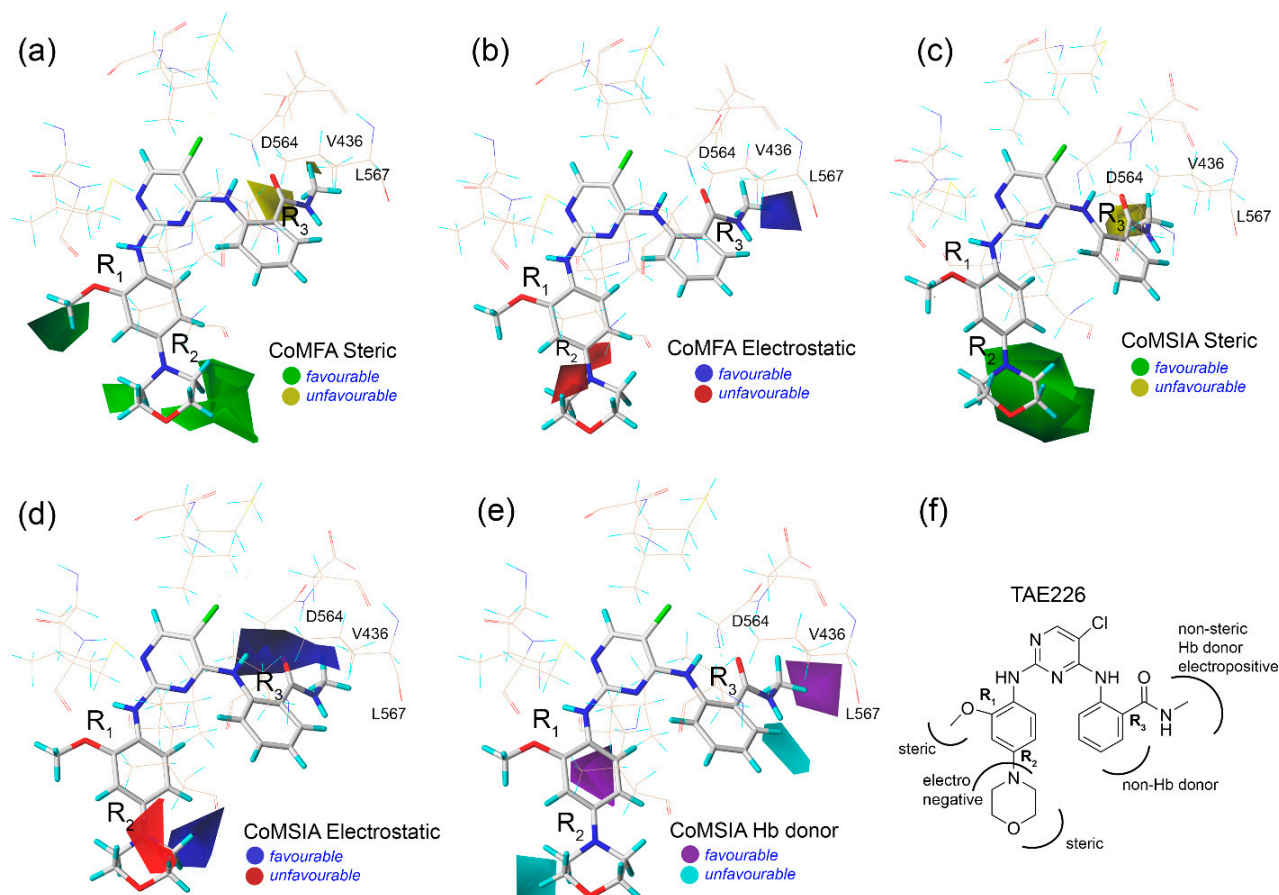 (a)
D564
V436
L567
R3
R1
R2
CoMFA Steric
favourable
unfavourable
(b)
D564
V436
L567
R3
R1
R2
CoMFA Electrostatic
favourable
unfavourable
(c)
D564
V436
R3
L567
R1
R2
CoMSIA Steric
favourable
unfavourable
(d)
D564
V436
R3
L567
R1
R2
CoMSIA Electrostatic
favourable
unfavourable
(e)
D564
V436
R3
L567
R1
R2
CoMSIA Hb donor
favourable
unfavourable
(f)
TAE226
Cl
N
N
HN
NH
non-steric
Hb donor
electropositive
R1
O
O
R3
N
H
steric
R2
non-Hb donor
electro
negative
N
O
steric